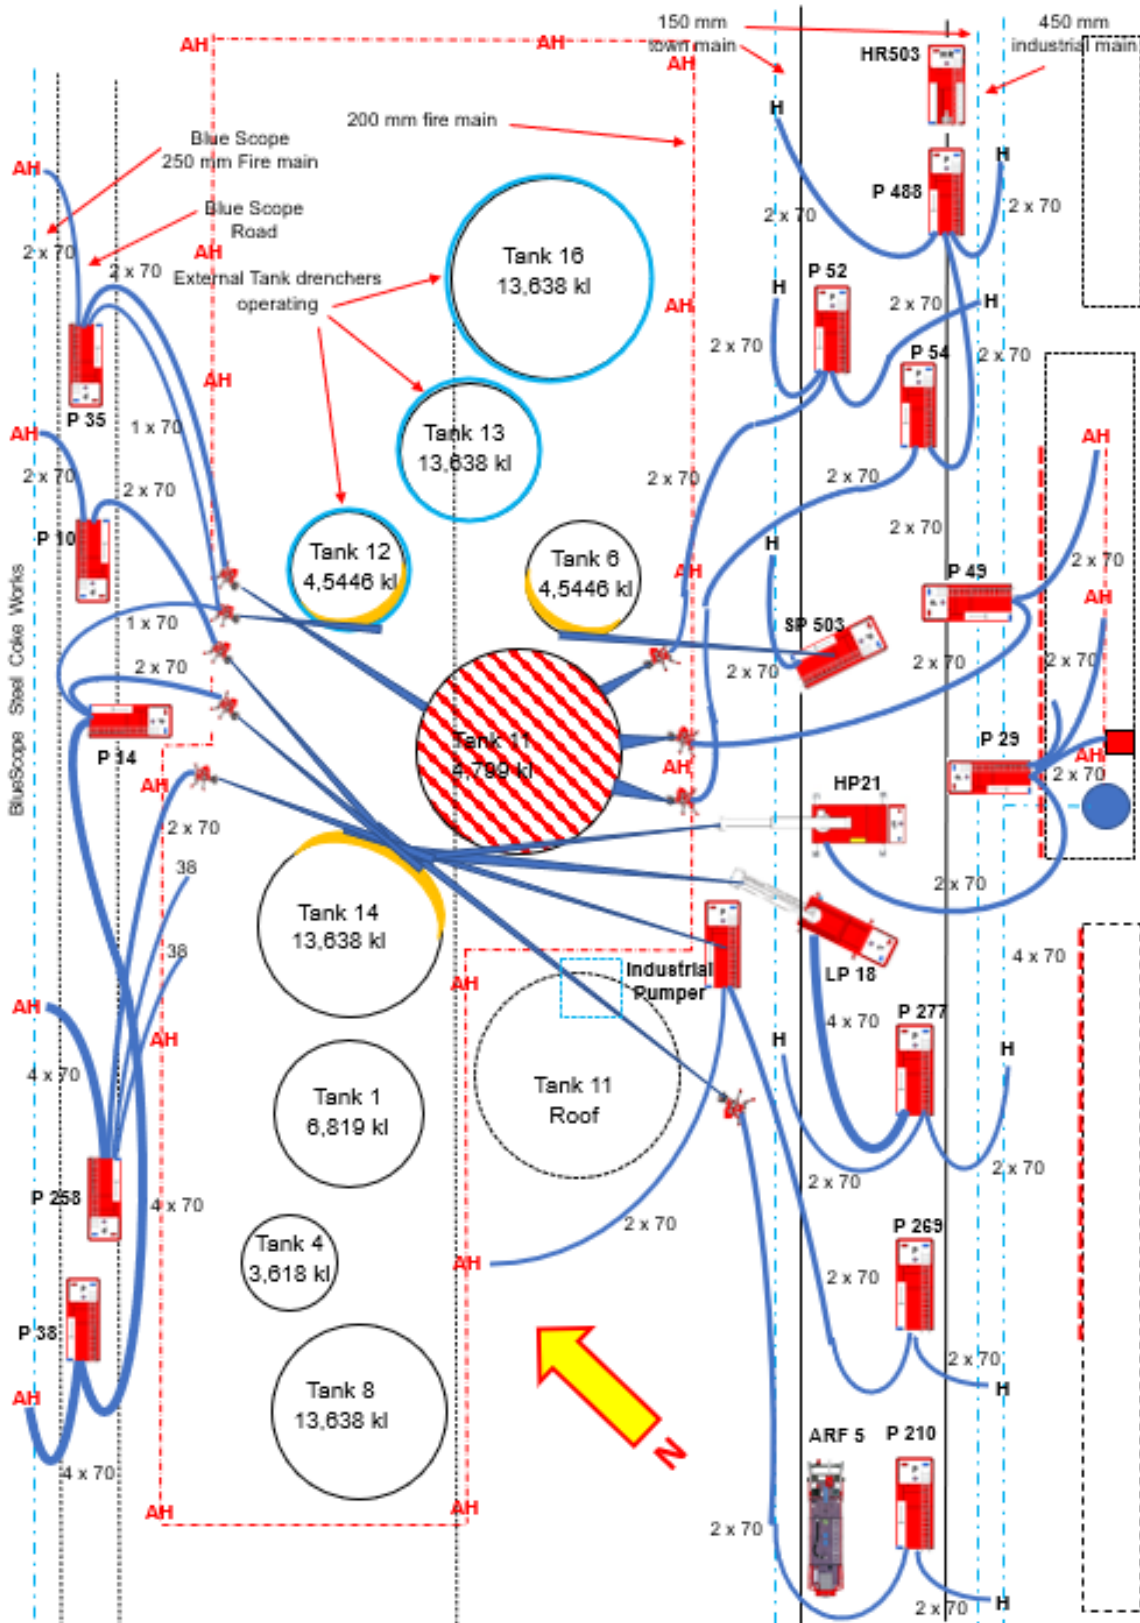 150 mm
town main
450 mm
industrial main
AH
AH
AH
HR503
200 mm fire main
H
Blue Scope
250 mm Fire main
AH
P 488
H
2 x 70
2 x 70
Blue Scope
Road
2 x 70
AH
2 x 70
External Tank drenchers
operating
Tank 16
13,638 kl
P 52
H
AH
2 x 70
H
2 x 70
P 54
2 x 70
AH
P 35
1 x 70
AH
2 x 70
2 x 70
Tank 13
13,638 kl
2 x 70
AH
2 x 70
P 10
Tank 12
4,5446 kl
Tank 6
4,5446 kl
H
AH
P 49
2 x 70
AH
BlueScope Steel Coke Works
1 x 70
SP 503
2 x 70
2 x 70
2 x 70
2 x 70
P 14
Tank 11
4,799 kl
P 29
AH
AH
AH
2 x 70
HP21
2 x 70
38
2 x 70
Tank 14
13,638 kl
38
Industrial
Pumper
LP 18
4 x 70
AH
AH
P 277
4 x 70
AH
H
H
4 x 70
Tank 1
6,819 kl
Tank 11
Roof
2 x 70
2 x 70
P 258
4 x 70
2 x 70
P 269
Tank 4
3,618 kl
AH
2 x 70
P 38
2 x 70
AH
Tank 8
13,638 kl
H
N
ARF 5
P 210
4 x 70
AH
AH
2 x 70
2 x 70
H